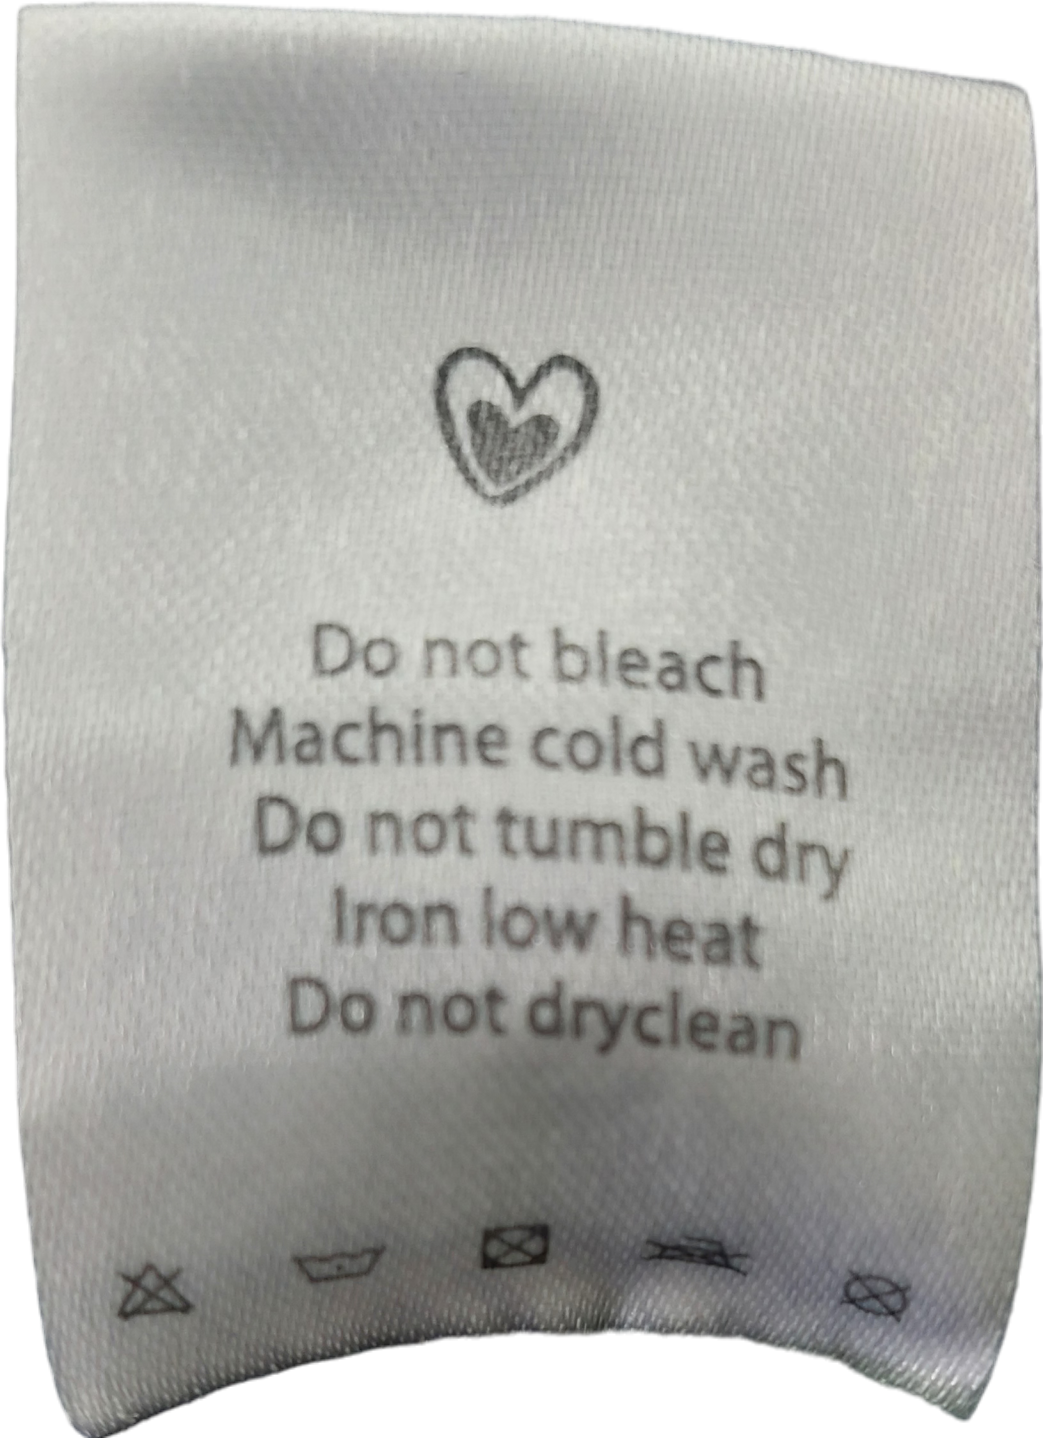 Do not bleach
Machine cold wash
Do not tumble dry
Iron low heat
Do not dryclean